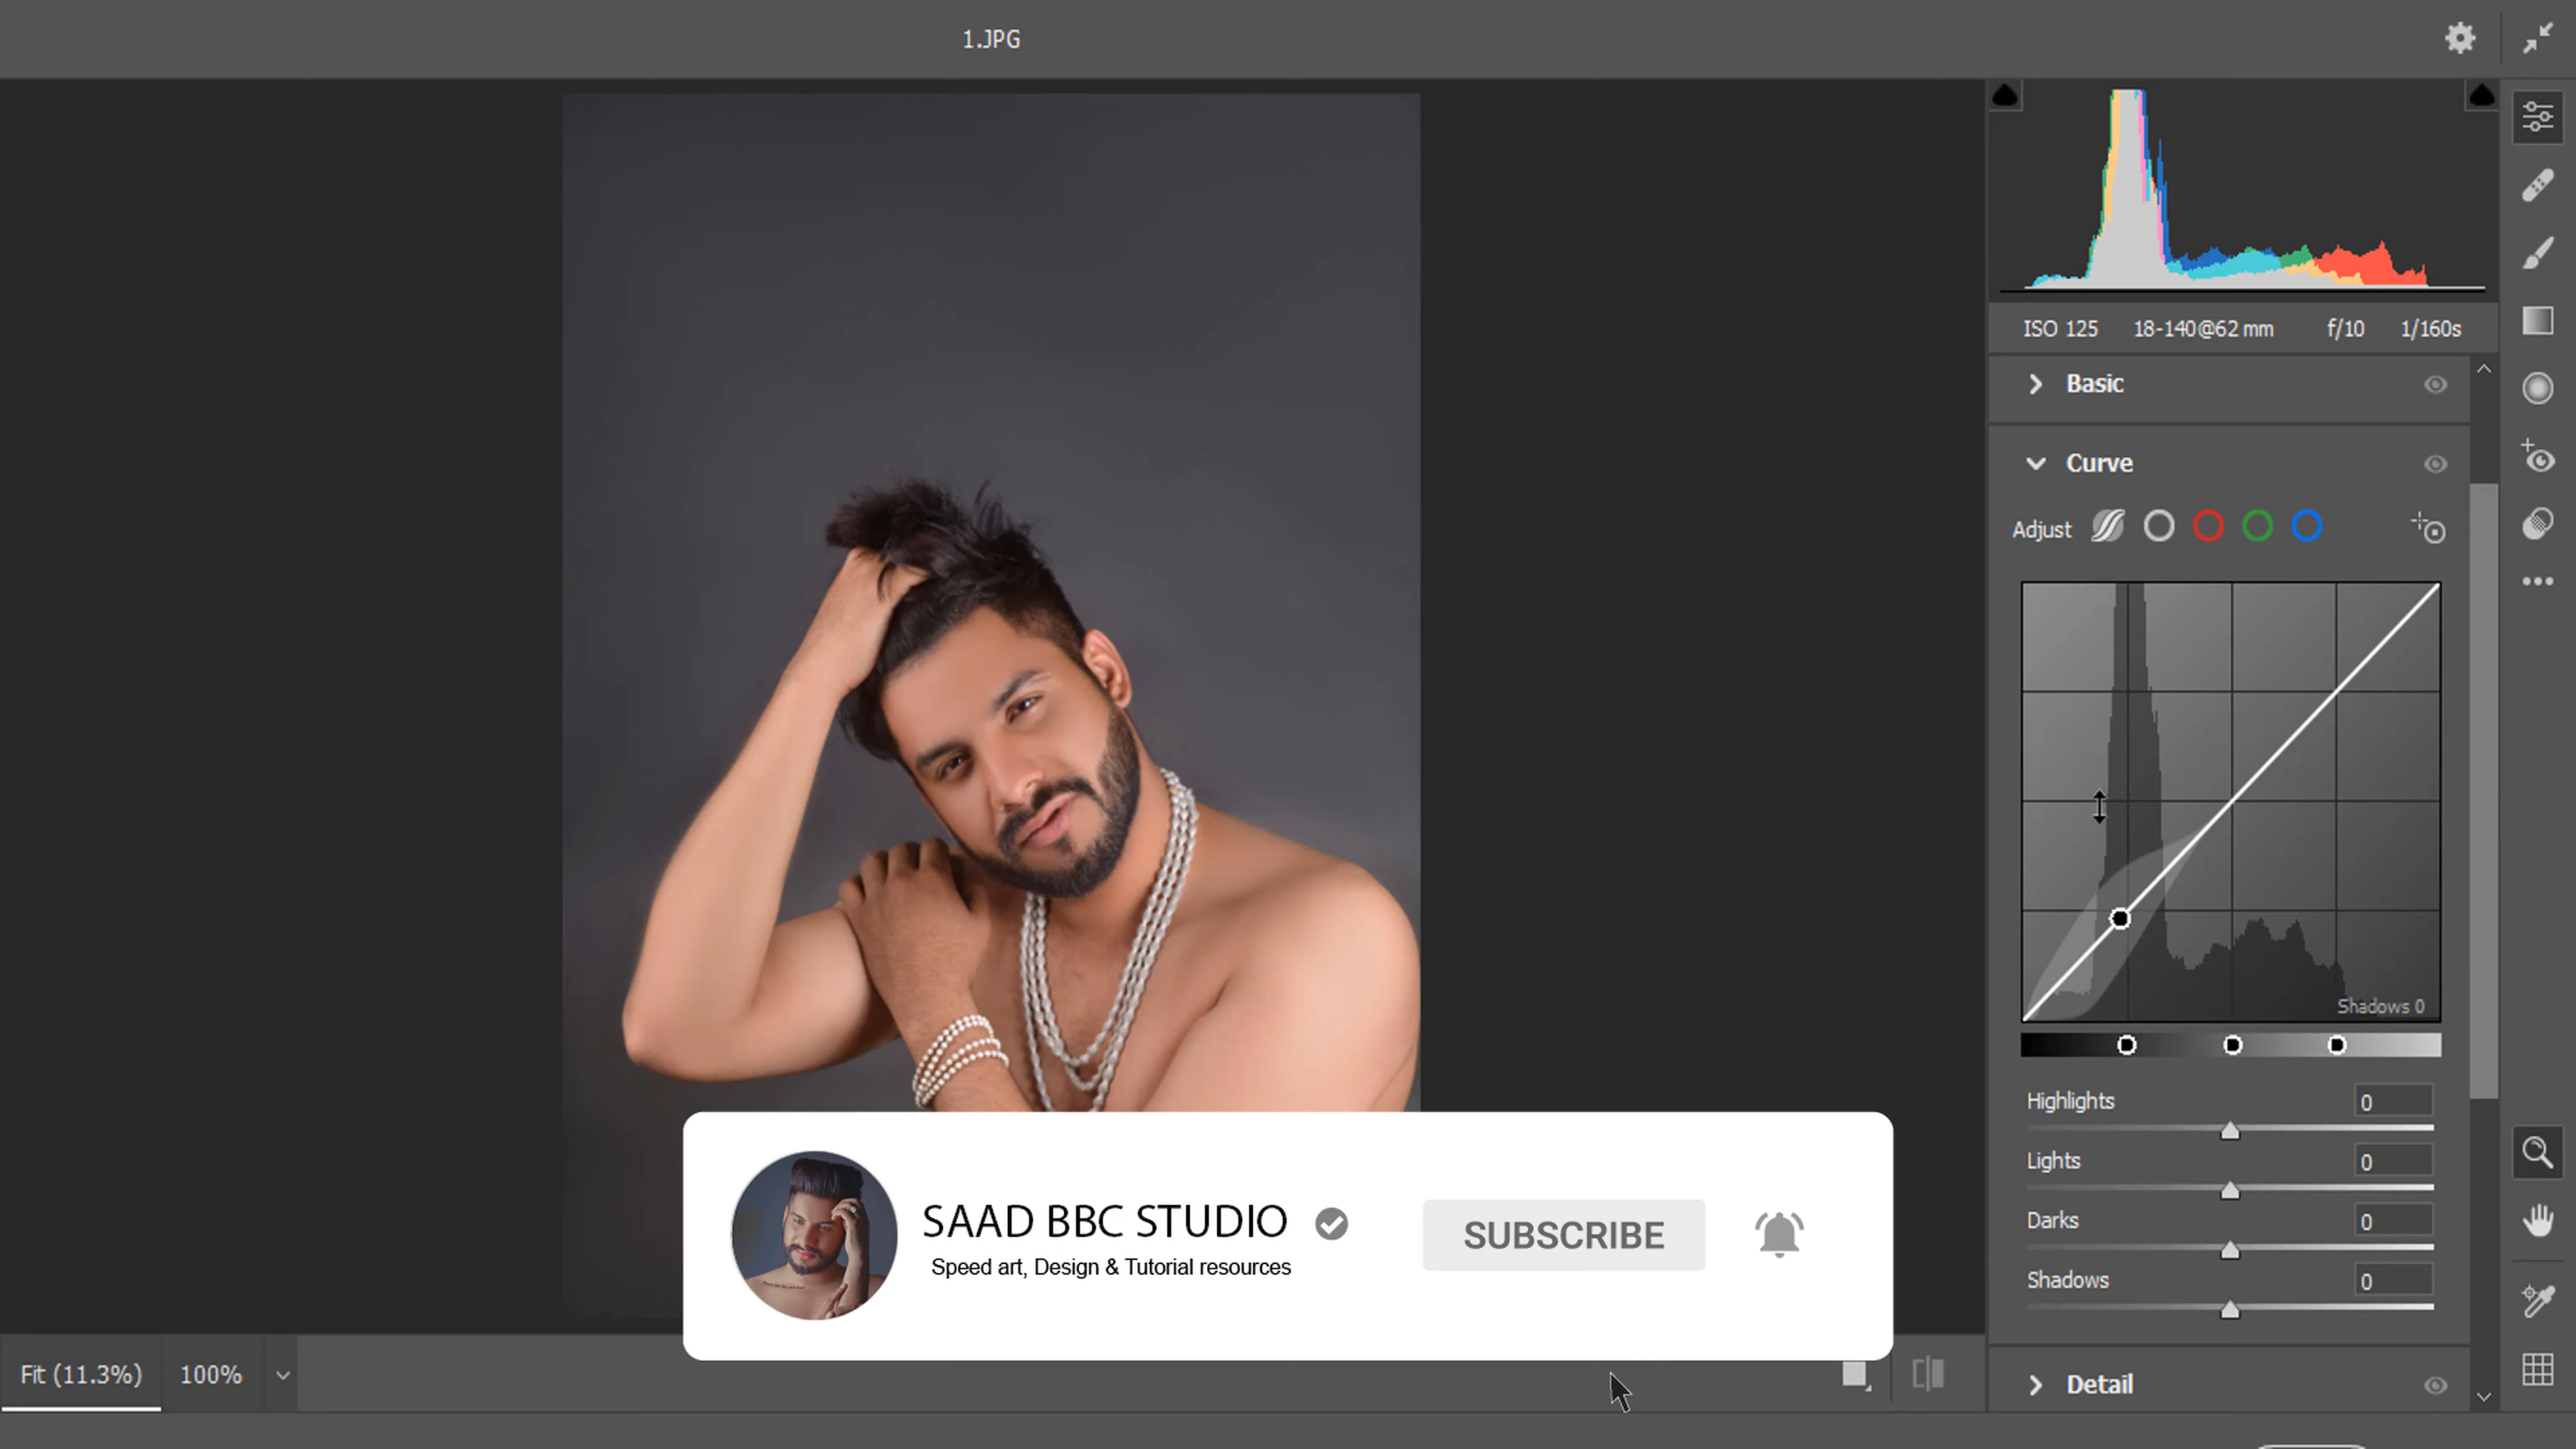 1.JPG
ISO 125 18-140@62 mm f/10 1/160s
Basic
Curve
Adjust
Shadows 0
Highlights 0
Lights 0
Darks 0
Shadows 0
Detail
SAAD BBC STUDIO
Speed art, Design & Tutorial resources
SUBSCRIBE
Fit (11.3%) 100%